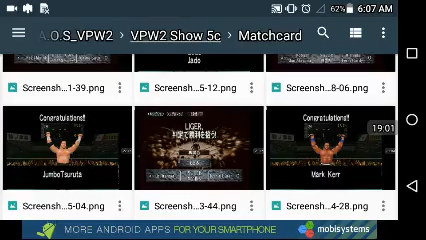 62% 6:07 AM
A.O.S_VPW2 > VPW2 Show 5c > Matchcard
Jado
Screensh...1-39.png
Screensh...5-12.png
Screensh...8-06.png
19:01
Congratulations!!
JumboTsuruta
LIGER,
Congratulations!!
Mark Kerr
Screensh...5-04.png
Screensh...3-44.png
Screensh...4-28.png
MORE ANDROID APPS FOR YOUR SMARTPHONE
mobisystems